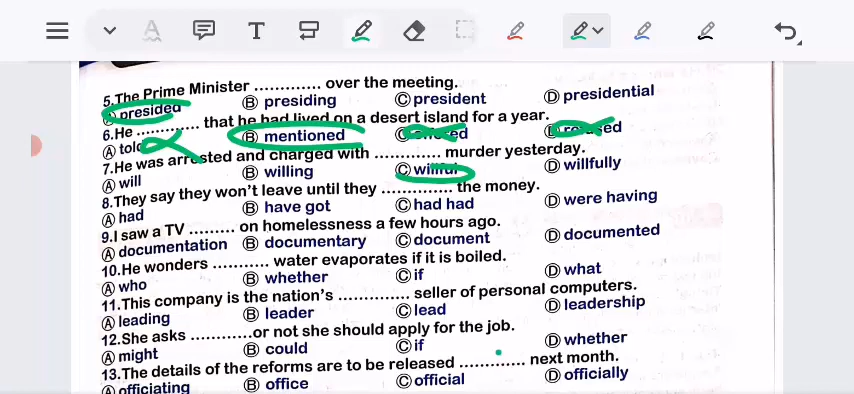 T
5.The Prime Minister ............. over the meeting.
Ⓐ presided Ⓑ presiding Ⓒ president Ⓓ presidential
6.He ............. that he had lived on a desert island for a year.
Ⓐ told Ⓑ mentioned Ⓒ Ⓓ refused
7.He was arrested and charged with ............. murder yesterday.
Ⓐ will Ⓑ willing Ⓒ willful Ⓓ willfully
8.They say they won't leave until they .............. the money.
Ⓐ had Ⓑ have got Ⓒ had had Ⓓ were having
9.I saw a TV ......... on homelessness a few hours ago.
Ⓐ documentation Ⓑ documentary Ⓒ document Ⓓ documented
10.He wonders ........... water evaporates if it is boiled.
Ⓐ who Ⓑ whether Ⓒ if Ⓓ what
11.This company is the nation's .............. seller of personal computers.
Ⓐ leading Ⓑ leader Ⓒ lead Ⓓ leadership
12.She asks ............or not she should apply for the job.
Ⓐ might Ⓑ could Ⓒ if Ⓓ whether
13.The details of the reforms are to be released ............. next month.
Ⓐ officiating Ⓑ office Ⓒ official Ⓓ officially